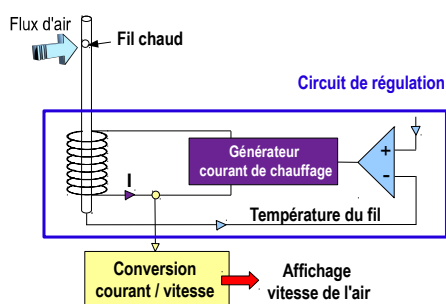 Flux d'air
Fil chaud
Circuit de régulation
Générateur
courant de chauffage
+
-
I
Température du fil
Conversion
courant / vitesse
Affichage
vitesse de l'air